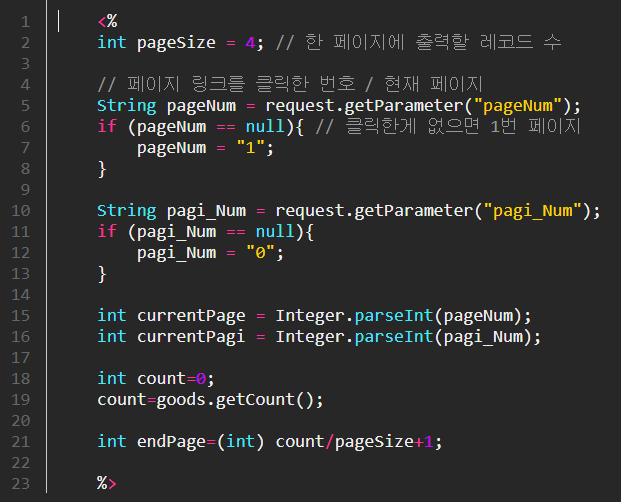 1 <%
2 int pageSize = 4; // 한 페이지에 출력할 레코드 수
3
4 // 페이지 링크를 클릭한 번호 / 현재 페이지
5 String pageNum = request.getParameter("pageNum");
6 if (pageNum == null){ // 클릭한게 없으면 1번 페이지
7 pageNum = "1";
8 }
9
10 String pagi_Num = request.getParameter("pagi_Num");
11 if (pagi_Num == null){
12 pagi_Num = "0";
13 }
14
15 int currentPage = Integer.parseInt(pageNum);
16 int currentPagi = Integer.parseInt(pagi_Num);
17
18 int count=0;
19 count=goods.getCount();
20
21 int endPage=(int) count/pageSize+1;
22
23 %>